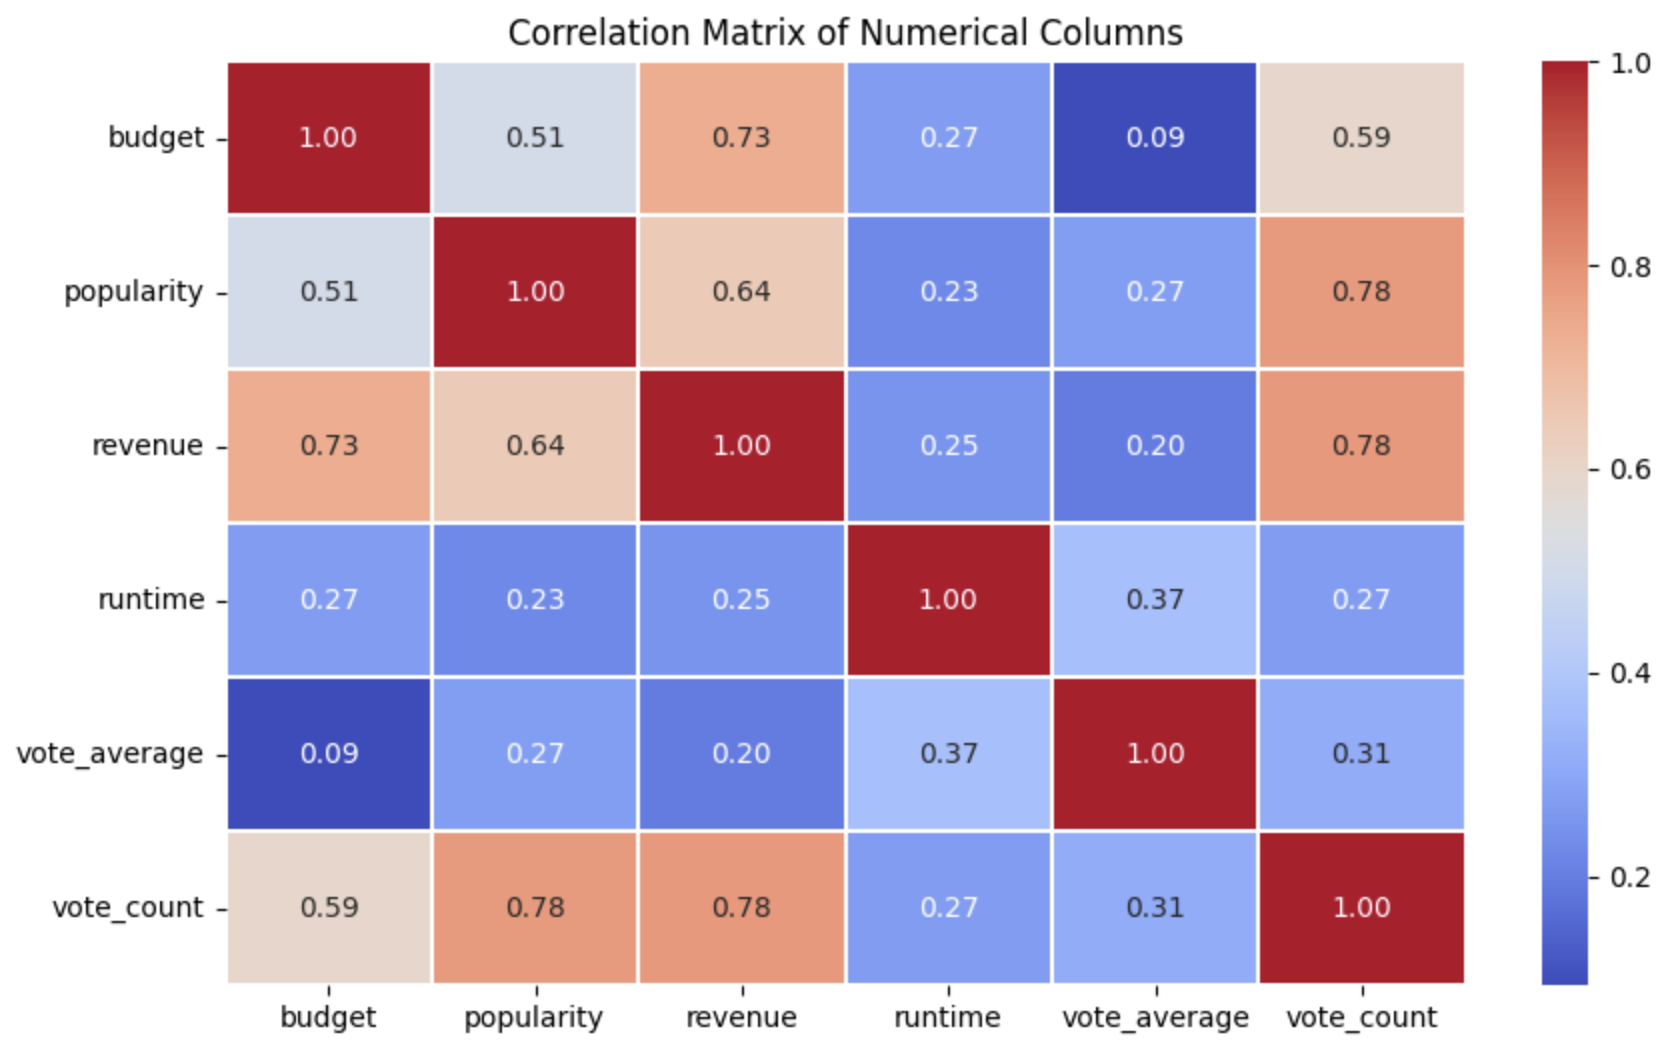 Correlation Matrix of Numerical Columns
budget 1.00 0.51 0.73 0.27 0.09 0.59
popularity 0.51 1.00 0.64 0.23 0.27 0.78
revenue 0.73 0.64 1.00 0.25 0.20 0.78
runtime 0.27 0.23 0.25 1.00 0.37 0.27
vote_average 0.09 0.27 0.20 0.37 1.00 0.31
vote_count 0.59 0.78 0.78 0.27 0.31 1.00
budget popularity revenue runtime vote_average vote_count
1.0
0.8
0.6
0.4
0.2